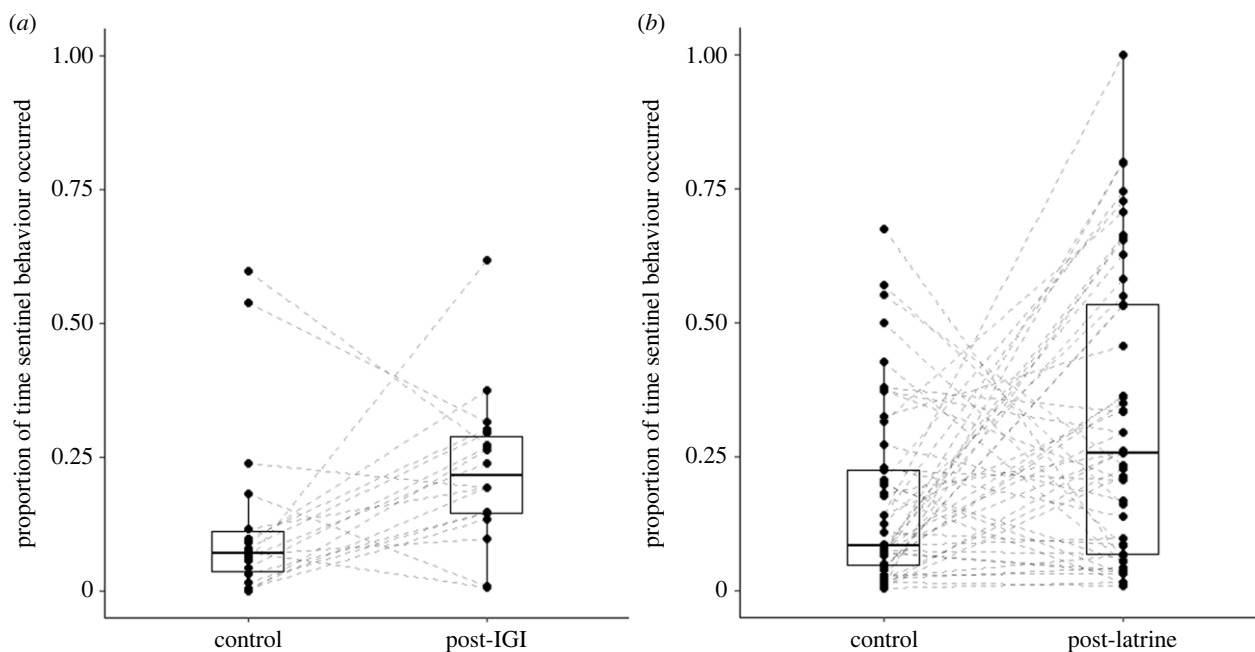 (a)
proportion of time sentinel behaviour occurred
1.00
0.75
0.50
0.25
0
control post-IGI
(b)
proportion of time sentinel behaviour occurred
1.00
0.75
0.50
0.25
0
control post-latrine